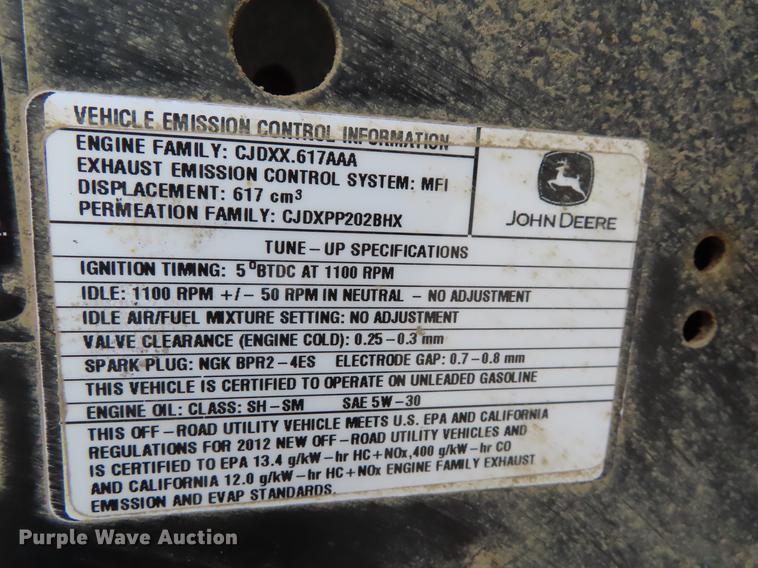 VEHICLE EMISSION CONTROL INFORMATION
ENGINE FAMILY: CJDXX.617AAA
EXHAUST EMISSION CONTROL SYSTEM: MFI
DISPLACEMENT: 617 cm³
PERMEATION FAMILY: CJDXPP202BHX
JOHN DEERE
TUNE-UP SPECIFICATIONS
IGNITION TIMING: 5°BTDC AT 1100 RPM
IDLE: 1100 RPM +/- 50 RPM IN NEUTRAL - NO ADJUSTMENT
IDLE AIR/FUEL MIXTURE SETTING: NO ADJUSTMENT
VALVE CLEARANCE (ENGINE COLD): 0.25-0.3 mm
SPARK PLUG: NGK BPR2-4ES ELECTRODE GAP: 0.7-0.8 mm
THIS VEHICLE IS CERTIFIED TO OPERATE ON UNLEADED GASOLINE
ENGINE OIL: CLASS: SH-SM SAE 5W-30
THIS OFF-ROAD UTILITY VEHICLE MEETS U.S. EPA AND CALIFORNIA
REGULATIONS FOR 2012 NEW OFF-ROAD UTILITY VEHICLES AND
IS CERTIFIED TO EPA 13.4 g/kW-hr HC+NOx,400 g/kW-hr CO
AND CALIFORNIA 12.0 g/kW-hr HC+NOx ENGINE FAMILY EXHAUST
EMISSION AND EVAP STANDARDS.
Purple Wave Auction